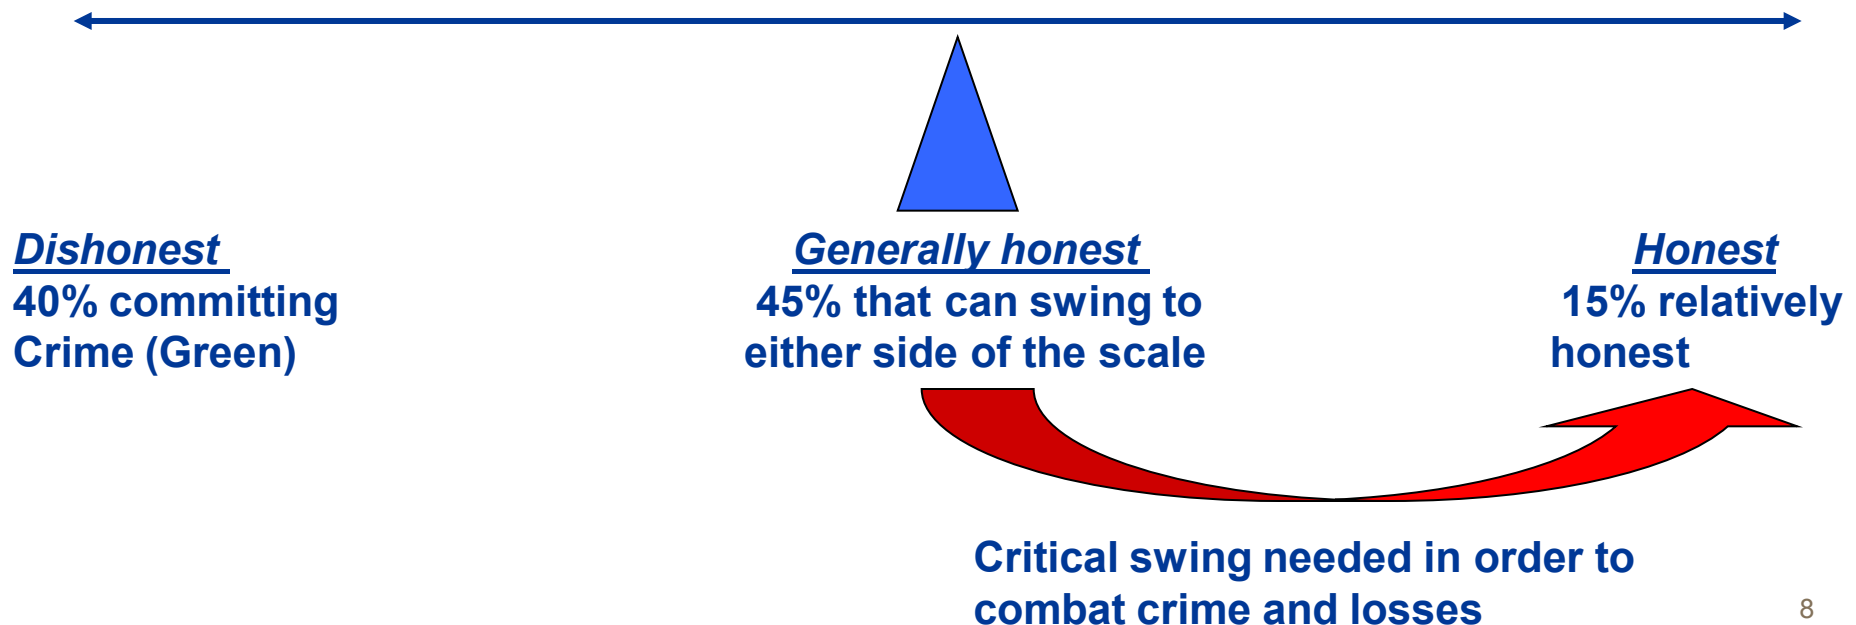 Dishonest
40% committing
Crime (Green)
Generally honest
45% that can swing to
either side of the scale
Honest
15% relatively
honest
Critical swing needed in order to
combat crime and losses
8